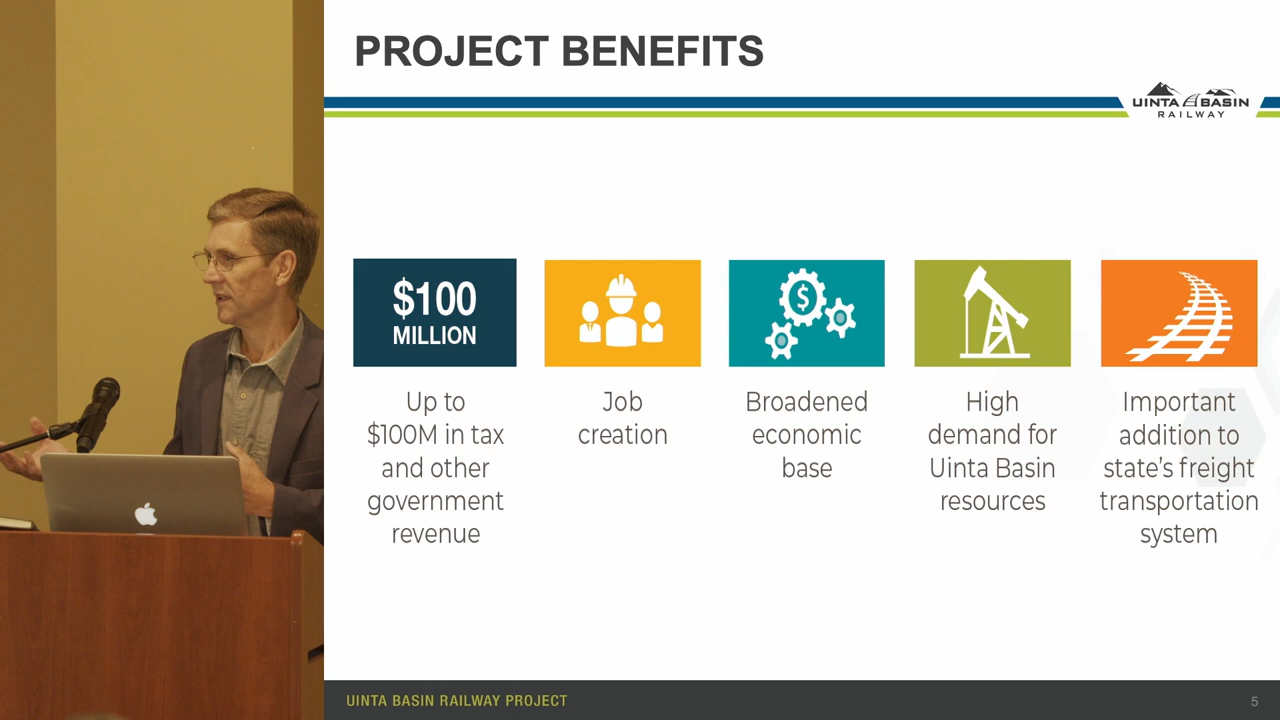 PROJECT BENEFITS
UINTA BASIN
RAILWAY
$100
MILLION
$
Up to
$100M in tax
and other
government
revenue
Job
creation
Broadened
economic
base
High
demand for
Uinta Basin
resources
Important
addition to
state's freight
transportation
system
UINTA BASIN RAILWAY PROJECT
5